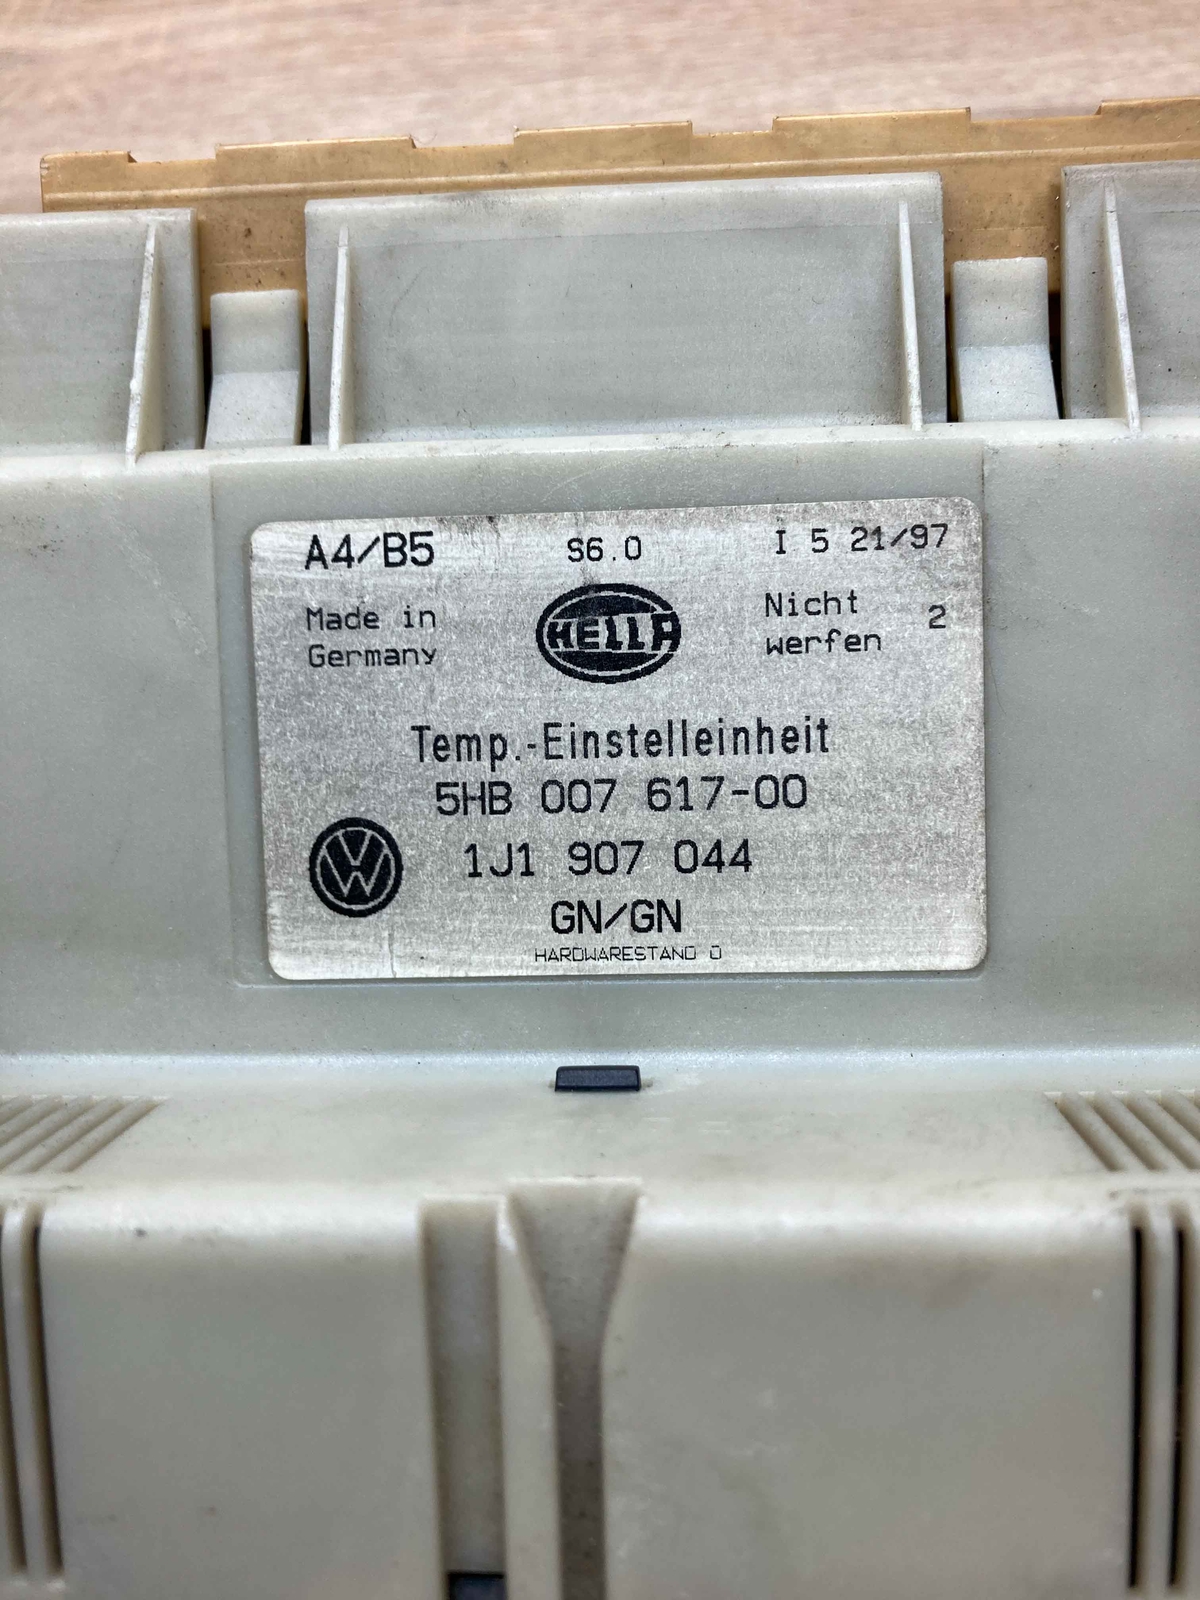 A4/B5 S6.0 I 5 21/97
Made in Germany
HELLA
Nicht werfen 2
Temp.-Einstelleinheit
5HB 007 617-00
1J1 907 044
GN/GN
HARDWARESTAND 0